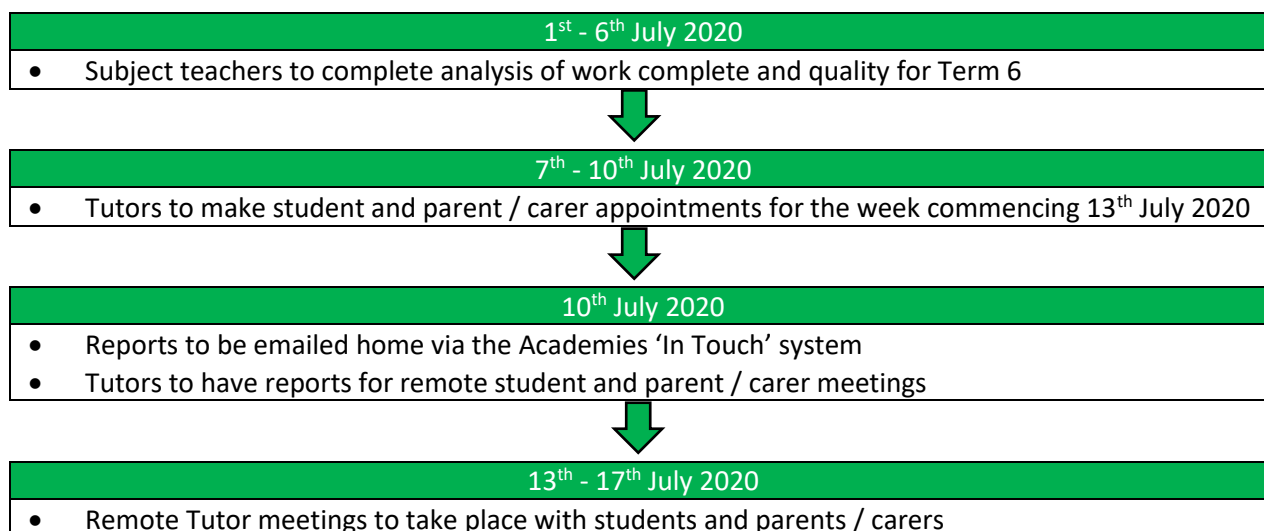 1st - 6th July 2020
• Subject teachers to complete analysis of work complete and quality for Term 6
7th - 10th July 2020
• Tutors to make student and parent / carer appointments for the week commencing 13th July 2020
10th July 2020
• Reports to be emailed home via the Academies ‘In Touch’ system
• Tutors to have reports for remote student and parent / carer meetings
13th - 17th July 2020
• Remote Tutor meetings to take place with students and parents / carers